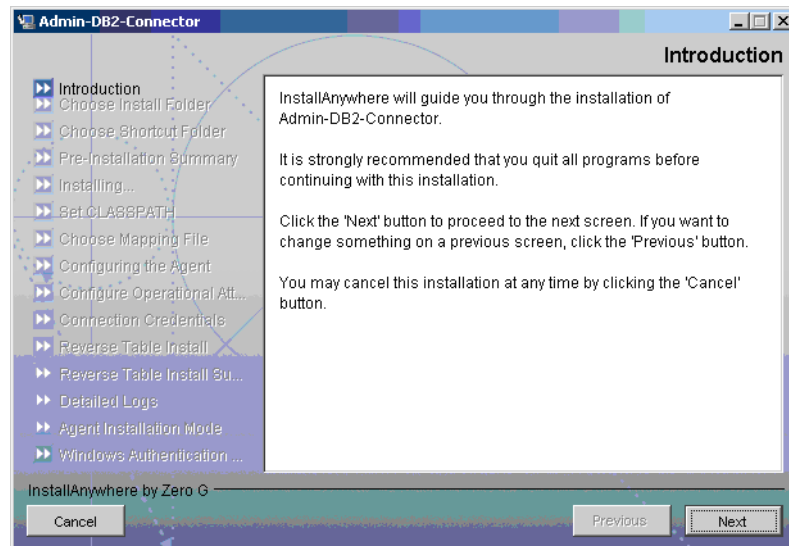 Admin-DB2-Connector
Introduction
Introduction
Choose Install Folder
Choose Shortcut Folder
Pre-Installation Summary
Installing...
Set CLASSPATH
Choose Mapping File
Configuring the Agent
Configure Operational Att...
Connection Credentials
Reverse Table Install
Reverse Table Install Su...
Detailed Logs
Agent Installation Mode
Windows Authentication ...
InstallAnywhere will guide you through the installation of
Admin-DB2-Connector.
It is strongly recommended that you quit all programs before
continuing with this installation.
Click the 'Next' button to proceed to the next screen. If you want to
change something on a previous screen, click the 'Previous' button.
You may cancel this installation at any time by clicking the 'Cancel'
button.
InstallAnywhere by Zero G
Cancel
Previous
Next